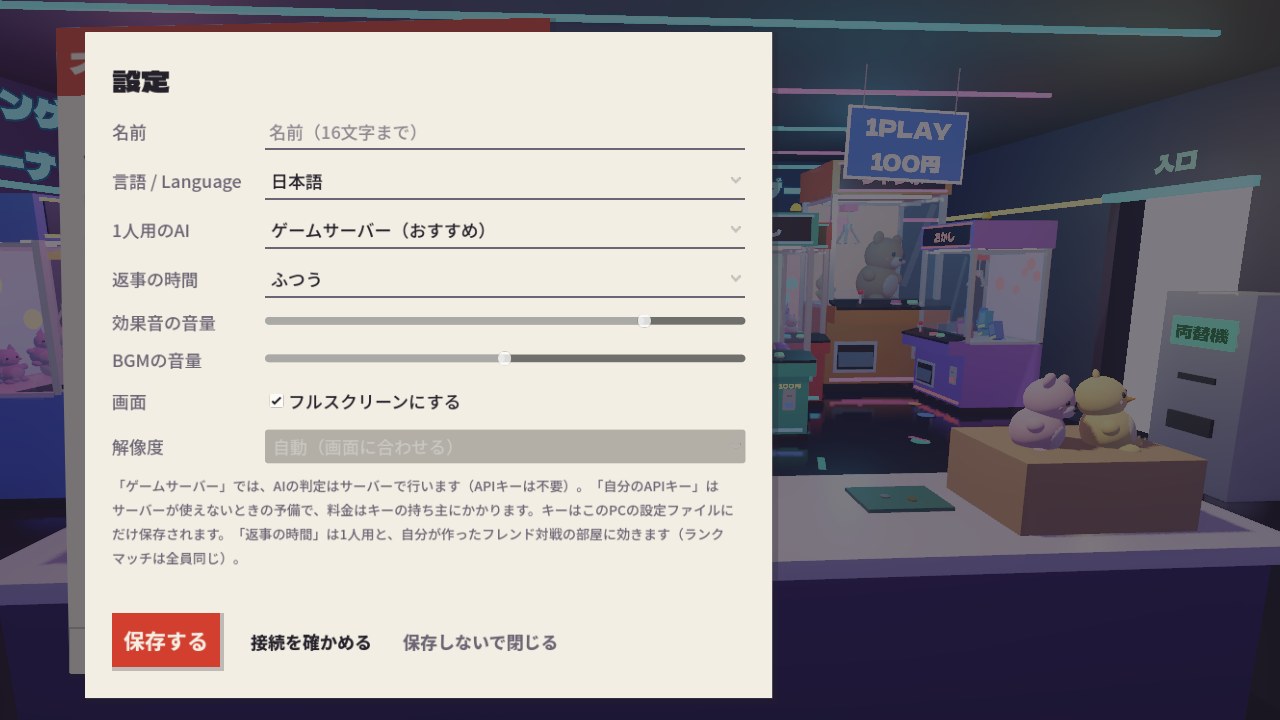 設定
名前
名前（16文字まで）
言語 / Language
日本語
1人用のAI
ゲームサーバー（おすすめ）
返事の時間
ふつう
効果音の音量
BGMの音量
画面
フルスクリーンにする
解像度
自動（画面に合わせる）
「ゲームサーバー」では、AIの判定はサーバーで行います（APIキーは不要）。「自分のAPIキー」は
サーバーが使えないときの予備で、料金はキーの持ち主にかかります。キーはこのPCの設定ファイルに
だけ保存されます。「返事の時間」は1人用と、自分が作ったフレンド対戦の部屋に効きます（ランク
マッチは全員同じ）。
保存する
接続を確かめる
保存しないで閉じる
1PLAY
100円
入口
おかし
両替機
100円